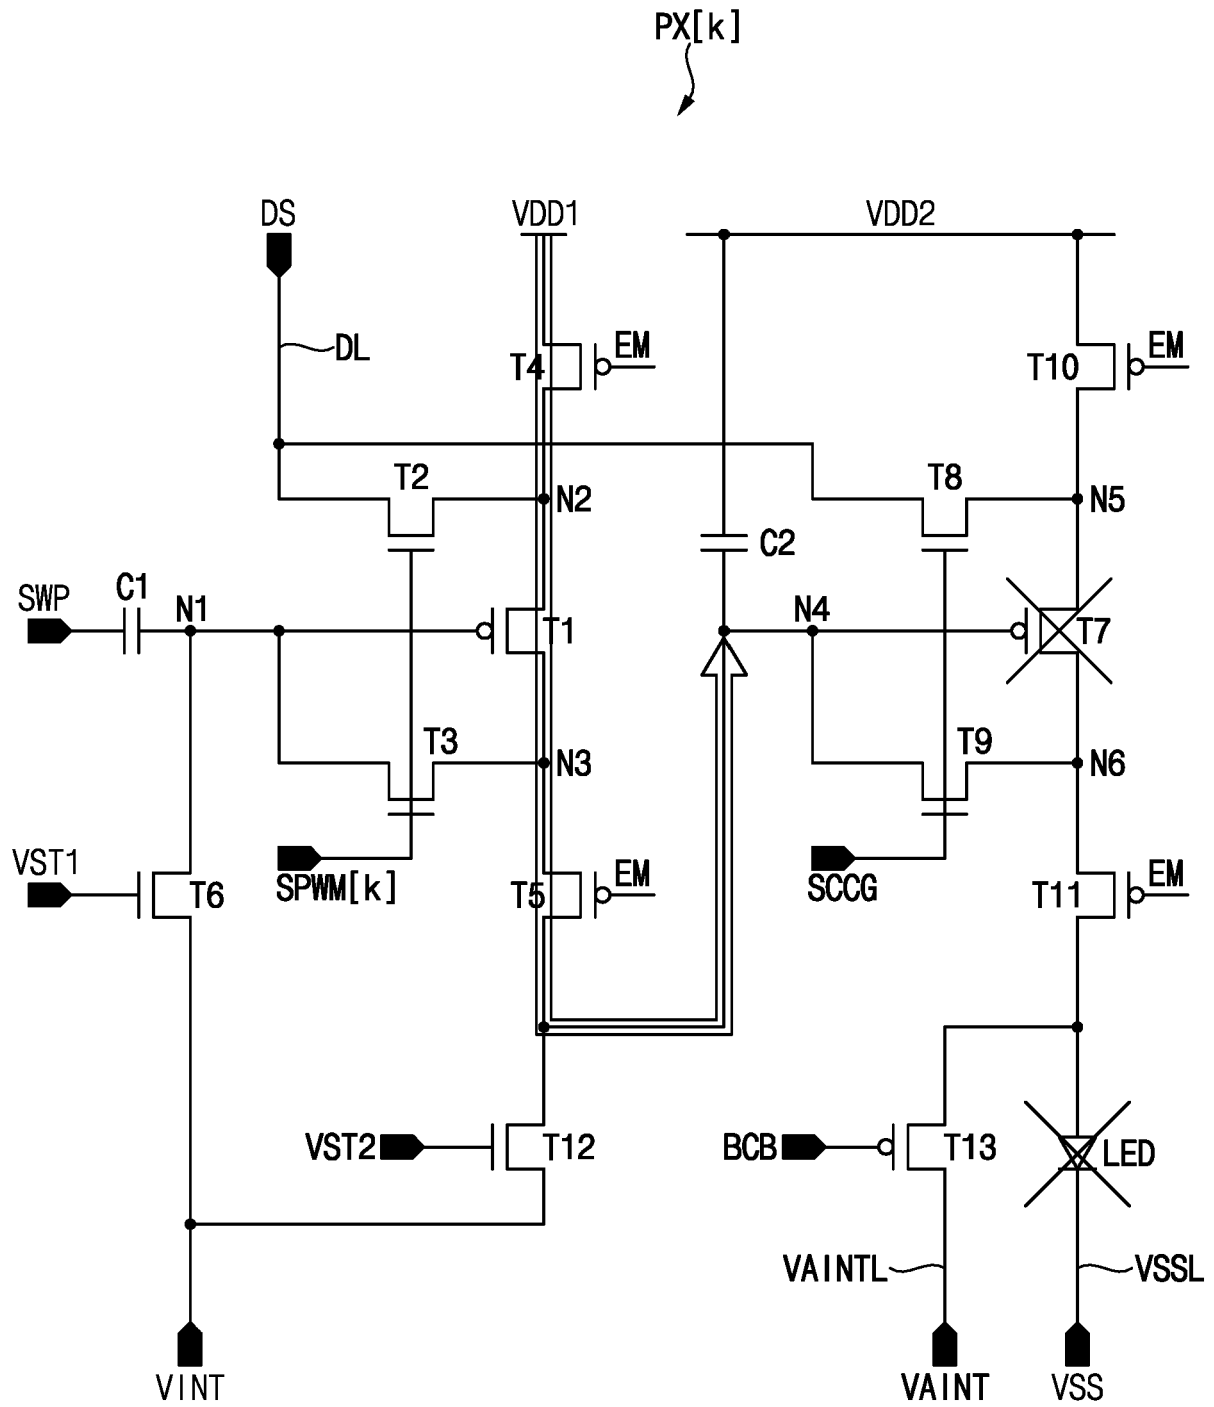 PX[k]
DS
VDD1
VDD2
DL
T4
EM
T10
EM
T2
N2
T8
N5
C2
SWP
C1
N1
T1
N4
T7
T3
N3
T9
N6
VST1
T6
SPWM[k]
T5
EM
SCCG
T11
EM
VST2
T12
BCB
T13
LED
VAINTL
VSSL
VINT
VAINT
VSS